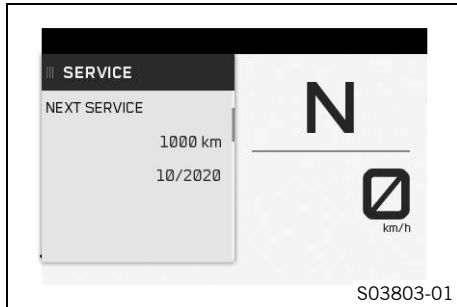 SERVICE
NEXT SERVICE
1000 km
10/2020
N
0
km/h
S03803-01